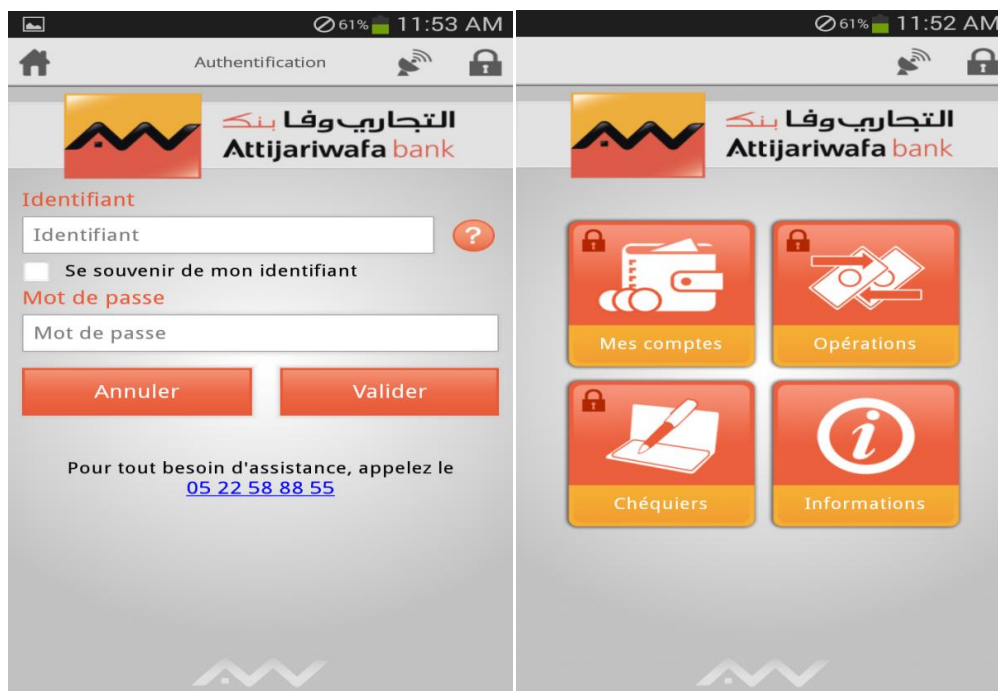 61% 11:53 AM
Authentification
التجاري وفا بنك
Attijariwafa bank
Identifiant
Identifiant
?
Se souvenir de mon identifiant
Mot de passe
Mot de passe
Annuler
Valider
Pour tout besoin d'assistance, appelez le
05 22 58 88 55
61% 11:52 AM
التجاري وفا بنك
Attijariwafa bank
Mes comptes
Opérations
Chéquiers
Informations